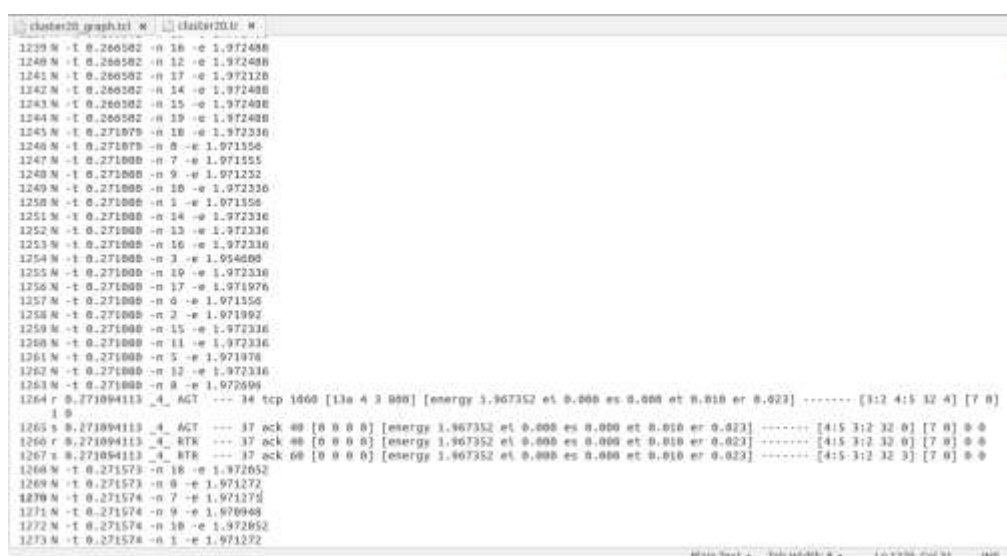 cluster20_graph.tcl × cluster20.tr ×
1239 N -t 0.266582 -n 16 -e 1.972488
1240 N -t 0.266582 -n 12 -e 1.972488
1241 N -t 0.266582 -n 17 -e 1.972128
1242 N -t 0.266582 -n 14 -e 1.972488
1243 N -t 0.266582 -n 15 -e 1.972488
1244 N -t 0.266582 -n 19 -e 1.972488
1245 N -t 0.271079 -n 18 -e 1.972336
1246 N -t 0.271079 -n 8 -e 1.971556
1247 N -t 0.271080 -n 7 -e 1.971555
1248 N -t 0.271080 -n 9 -e 1.971232
1249 N -t 0.271080 -n 10 -e 1.972336
1250 N -t 0.271080 -n 1 -e 1.971556
1251 N -t 0.271080 -n 14 -e 1.972336
1252 N -t 0.271080 -n 13 -e 1.972336
1253 N -t 0.271080 -n 16 -e 1.972336
1254 N -t 0.271080 -n 3 -e 1.954600
1255 N -t 0.271080 -n 19 -e 1.972336
1256 N -t 0.271080 -n 17 -e 1.971976
1257 N -t 0.271080 -n 6 -e 1.971556
1258 N -t 0.271080 -n 2 -e 1.971992
1259 N -t 0.271080 -n 15 -e 1.972336
1260 N -t 0.271080 -n 11 -e 1.972336
1261 N -t 0.271080 -n 5 -e 1.971976
1262 N -t 0.271080 -n 12 -e 1.972336
1263 N -t 0.271080 -n 0 -e 1.972696
1264 r 0.271094113 _4_ AGT --- 34 tcp 1060 [13a 4 3 800] [energy 1.967352 ei 0.000 es 0.000 et 0.010 er 0.023] ------- [3:2 4:5 32 4] [7 0]
1 0
1265 s 0.271094113 _4_ AGT --- 37 ack 40 [0 0 0 0] [energy 1.967352 ei 0.000 es 0.000 et 0.010 er 0.023] ------- [4:5 3:2 32 0] [7 0] 0 0
1266 r 0.271094113 _4_ RTR --- 37 ack 40 [0 0 0 0] [energy 1.967352 ei 0.000 es 0.000 et 0.010 er 0.023] ------- [4:5 3:2 32 0] [7 0] 0 0
1267 s 0.271094113 _4_ RTR --- 37 ack 60 [0 0 0 0] [energy 1.967352 ei 0.000 es 0.000 et 0.010 er 0.023] ------- [4:5 3:2 32 3] [7 0] 0 0
1268 N -t 0.271573 -n 18 -e 1.972052
1269 N -t 0.271573 -n 8 -e 1.971272
1270 N -t 0.271574 -n 7 -e 1.971271
1271 N -t 0.271574 -n 9 -e 1.970948
1272 N -t 0.271574 -n 10 -e 1.972052
1273 N -t 0.271574 -n 1 -e 1.971272